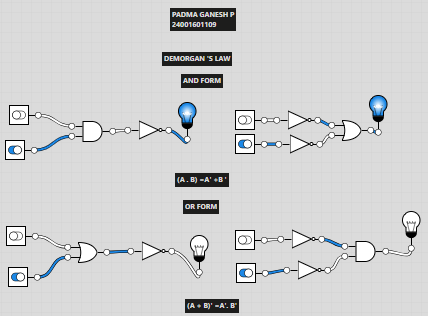 PADMA GANESH P
24001601109
DEMORGAN 'S LAW
AND FORM
(A . B) =A' +B '
OR FORM
(A + B)' =A'. B'